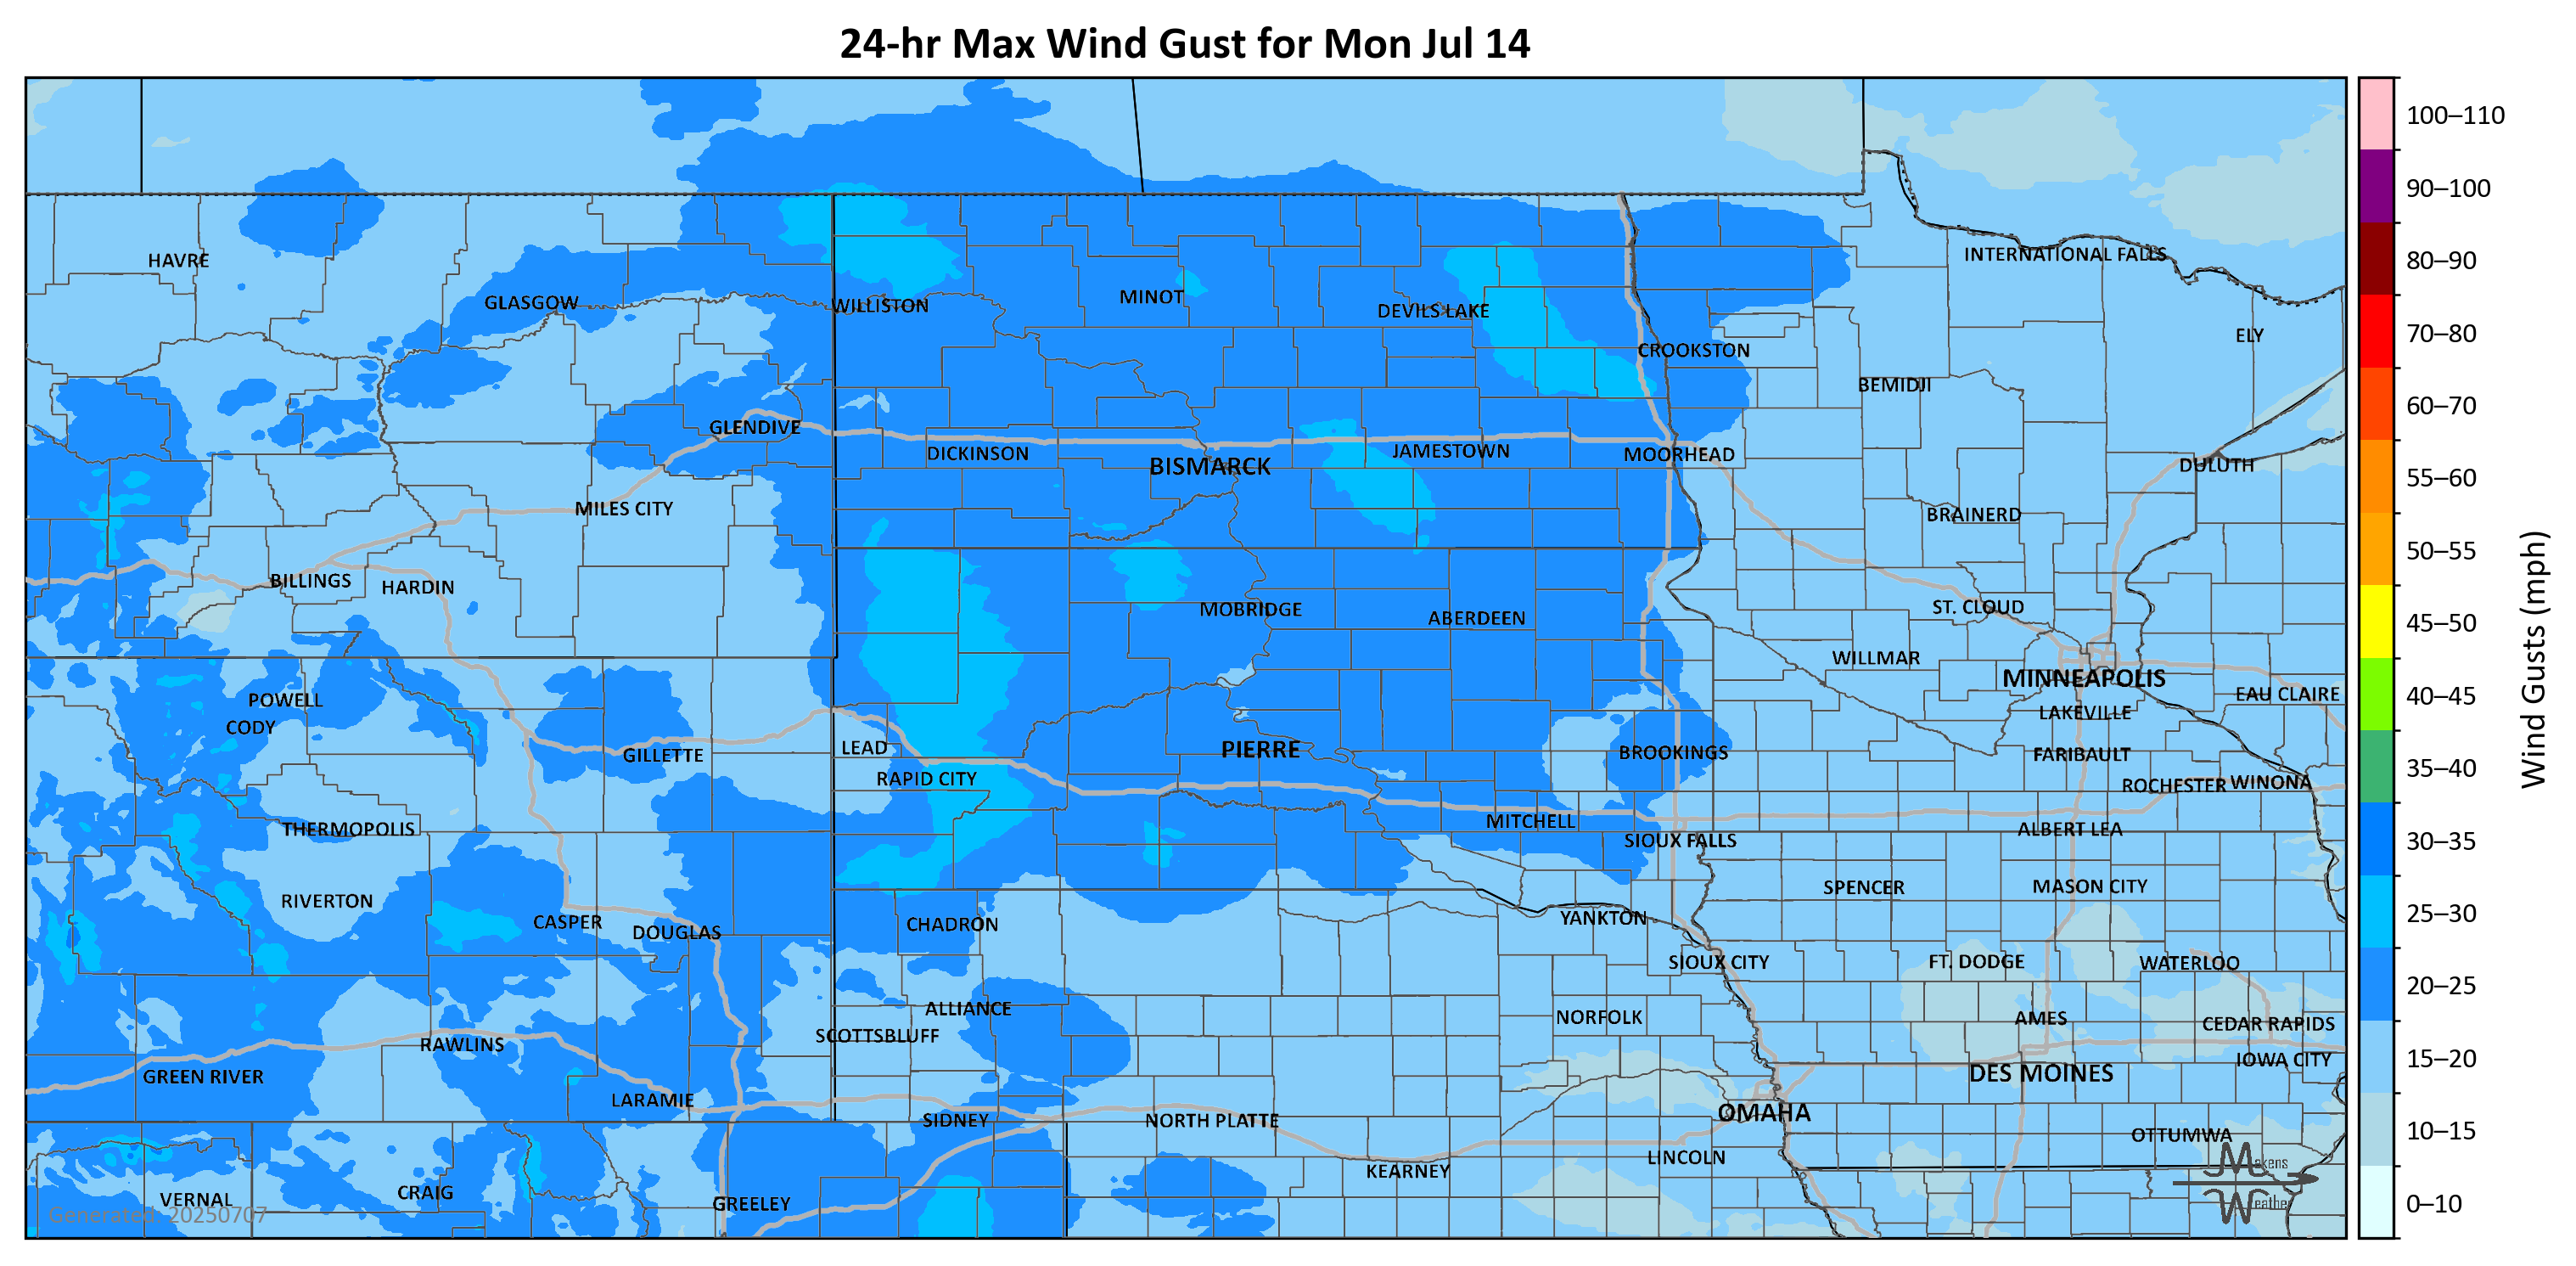 24-hr Max Wind Gust for Mon Jul 14
100–110
90–100
80–90
70–80
60–70
55–60
50–55
45–50
40–45
35–40
30–35
25–30
20–25
15–20
10–15
0–10
Wind Gusts (mph)
HAVRE
INTERNATIONAL FALLS
GLASGOW
WILLISTON
MINOT
DEVILS LAKE
ELY
CROOKSTON
BEMIDJI
GLENDIVE
DICKINSON
BISMARCK
JAMESTOWN
MOORHEAD
DULUTH
MILES CITY
BRAINERD
BILLINGS
HARDIN
MOBRIDGE
ABERDEEN
ST. CLOUD
WILLMAR
MINNEAPOLIS
EAU CLAIRE
POWELL
CODY
LAKEVILLE
GILLETTE
LEAD
PIERRE
BROOKINGS
FARIBAULT
RAPID CITY
ROCHESTER
WINONA
THERMOPOLIS
MITCHELL
ALBERT LEA
SIOUX FALLS
RIVERTON
SPENCER
MASON CITY
CASPER
DOUGLAS
CHADRON
YANKTON
SIOUX CITY
FT. DODGE
WATERLOO
ALLIANCE
NORFOLK
AMES
CEDAR RAPIDS
SCOTTSBLUFF
RAWLINS
IOWA CITY
GREEN RIVER
DES MOINES
LARAMIE
SIDNEY
NORTH PLATTE
OMAHA
OTTUMWA
LINCOLN
KEARNEY
VERNAL
CRAIG
GREELEY
Generated: 20250707
Makens
Weather